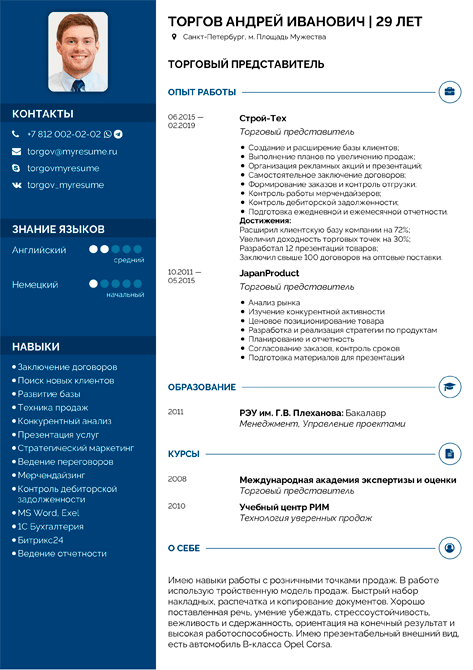 ТОРГОВ АНДРЕЙ ИВАНОВИЧ | 29 ЛЕТ
Санкт-Петербург, м. Площадь Мужества
ТОРГОВЫЙ ПРЕДСТАВИТЕЛЬ
КОНТАКТЫ
+7 812 002-02-02
torgov@myresume.ru
torgovmyresume
torgov_myresume
ЗНАНИЕ ЯЗЫКОВ
Английский
средний
Немецкий
начальный
НАВЫКИ
Заключение договоров
Поиск новых клиентов
Развитие базы
Техника продаж
Конкурентный анализ
Презентация услуг
Стратегический маркетинг
Ведение переговоров
Мерчендайзинг
Контроль дебиторской
задолженности
MS Word, Exel
1С Бухгалтерия
Битрикс24
Ведение отчетности
ОПЫТ РАБОТЫ
06.2015 —
02.2019
Строй-Тех
Торговый представитель
Создание и расширение базы клиентов;
Выполнение планов по увеличению продаж;
Организация рекламных акций и презентаций;
Самостоятельное заключение договоров;
Формирование заказов и контроль отгрузки;
Контроль работы мерчендайзеров;
Контроль дебиторской задолженности;
Подготовка ежедневной и ежемесячной отчетности.
Достижения:
Расширил клиентскую базу компании на 72%;
Увеличил доходность торговых точек на 30%;
Разработал 12 презентаций товаров;
Заключил свыше 100 договоров на оптовые поставки.
10.2011 —
05.2015
JapanProduct
Торговый представитель
Анализ рынка
Изучение конкурентной активности
Ценовое позиционирование товара
Разработка и реализация стратегии по продуктам
Планирование и отчетность
Согласование заказов, контроль сроков
Подготовка материалов для презентаций
ОБРАЗОВАНИЕ
2011
РЭУ им. Г.В. Плеханова: Бакалавр
Менеджмент, Управление проектами
КУРСЫ
2008
Международная академия экспертизы и оценки
Торговый представитель
2010
Учебный центр РИМ
Технология уверенных продаж
О СЕБЕ
Имею навыки работы с розничными точками продаж. В работе
использую тройственную модель продаж. Быстрый набор
накладных, распечатка и копирование документов. Хорошо
поставленная речь, умение убеждать, стрессоустойчивость,
вежливость и сдержанность, ориентация на конечный результат и
высокая работоспособность. Имею презентабельный внешний вид,
есть автомобиль В-класса Opel Corsa.